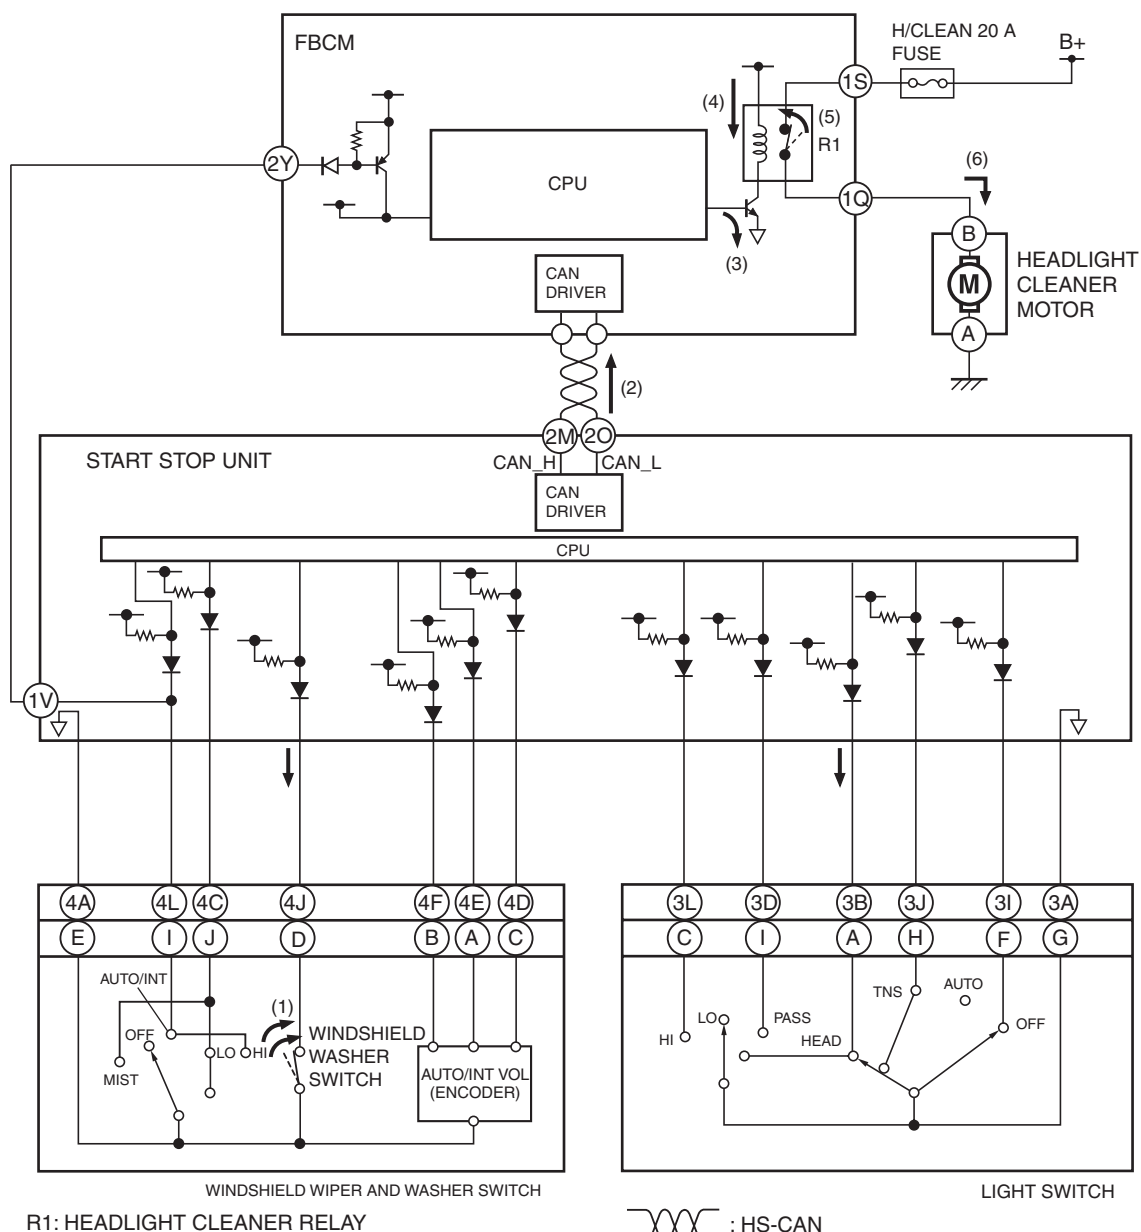 FBCM
H/CLEAN 20 A
FUSE
B+
1S
(4)
(5)
R1
2Y
CPU
(6)
1Q
(3)
B
M
A
HEADLIGHT
CLEANER
MOTOR
CAN
DRIVER
(2)
2M
2O
START STOP UNIT
CAN_H
CAN_L
CAN
DRIVER
CPU
1V
4A
4L
4C
4J
4F
4E
4D
3L
3D
3B
3J
3I
3A
E
I
J
D
B
A
C
C
I
A
H
F
G
AUTO/INT
OFF
MIST
LO
HI
(1)
WINDSHIELD
WASHER
SWITCH
AUTO/INT VOL
(ENCODER)
HI
LO
PASS
HEAD
TNS
AUTO
OFF
WINDSHIELD WIPER AND WASHER SWITCH
LIGHT SWITCH
R1: HEADLIGHT CLEANER RELAY
: HS-CAN